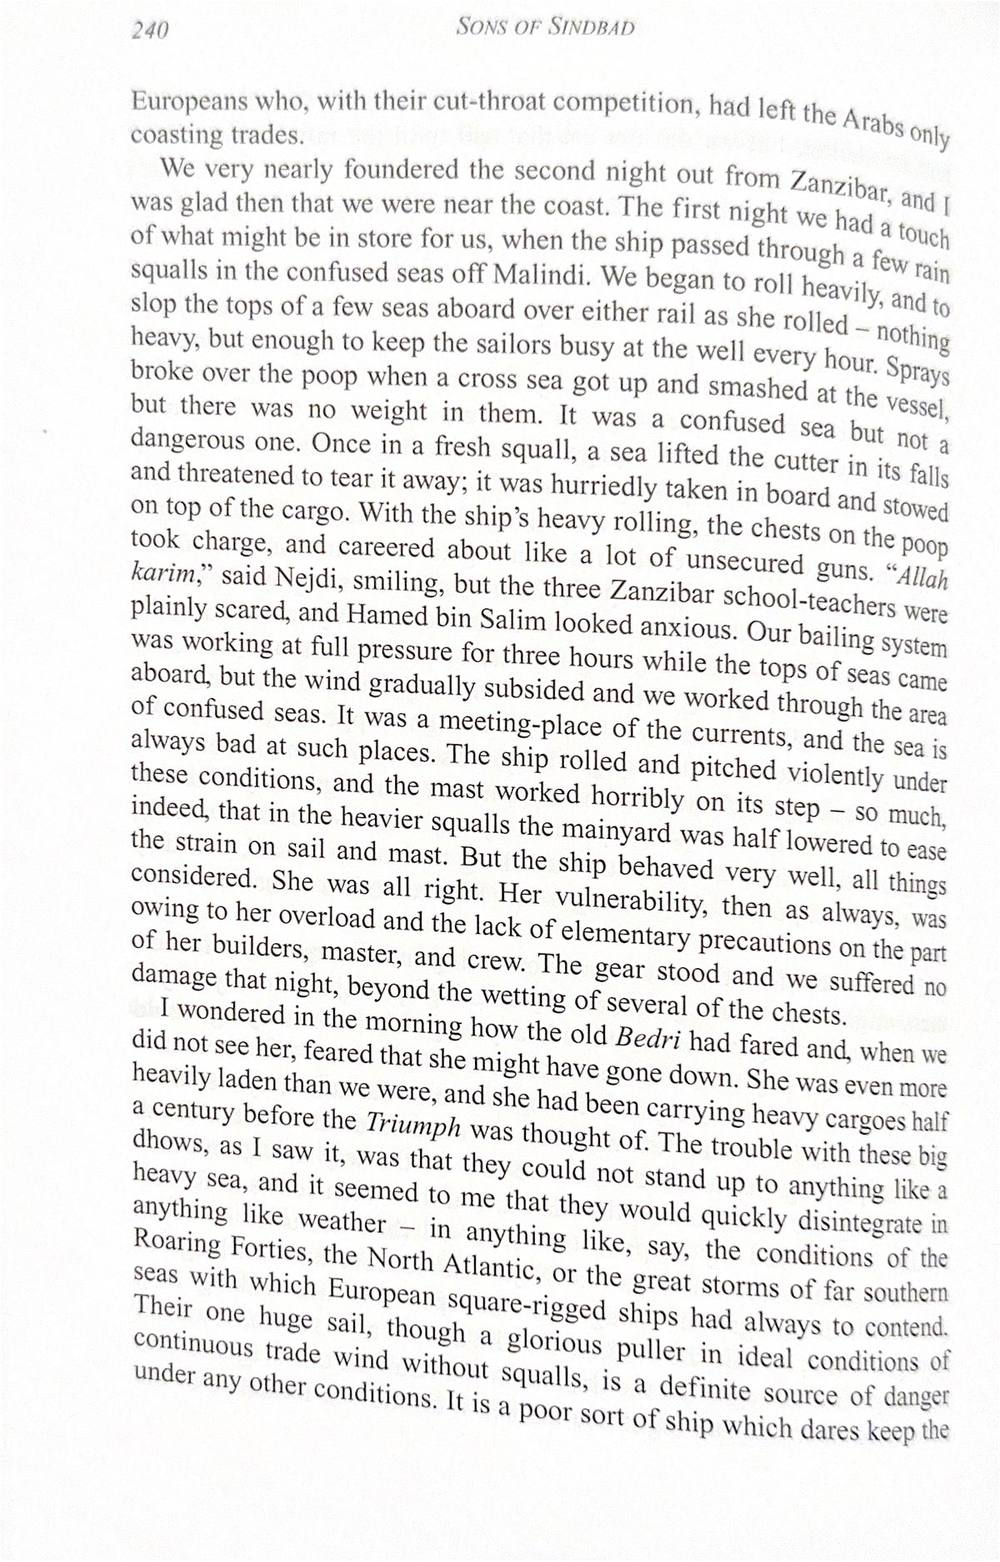 240
SONS OF SINDBAD
Europeans who, with their cut-throat competition, had left the Arabs only
coasting trades.
We very nearly foundered the second night out from Zanzibar, and I
was glad then that we were near the coast. The first night we had a touch
of what might be in store for us, when the ship passed through a few rain
squalls in the confused seas off Malindi. We began to roll heavily, and to
slop the tops of a few seas aboard over either rail as she rolled – nothing
heavy, but enough to keep the sailors busy at the well every hour. Sprays
broke over the poop when a cross sea got up and smashed at the vessel,
but there was no weight in them. It was a confused sea but not a
dangerous one. Once in a fresh squall, a sea lifted the cutter in its falls
and threatened to tear it away; it was hurriedly taken in board and stowed
on top of the cargo. With the ship's heavy rolling, the chests on the poop
took charge, and careered about like a lot of unsecured guns. “Allah
karim,” said Nejdi, smiling, but the three Zanzibar school-teachers were
plainly scared, and Hamed bin Salim looked anxious. Our bailing system
was working at full pressure for three hours while the tops of seas came
aboard, but the wind gradually subsided and we worked through the area
of confused seas. It was a meeting-place of the currents, and the sea is
always bad at such places. The ship rolled and pitched violently under
these conditions, and the mast worked horribly on its step – so much,
indeed, that in the heavier squalls the mainyard was half lowered to ease
the strain on sail and mast. But the ship behaved very well, all things
considered. She was all right. Her vulnerability, then as always, was
owing to her overload and the lack of elementary precautions on the part
of her builders, master, and crew. The gear stood and we suffered no
damage that night, beyond the wetting of several of the chests.
I wondered in the morning how the old Bedri had fared and, when we
did not see her, feared that she might have gone down. She was even more
heavily laden than we were, and she had been carrying heavy cargoes half
a century before the Triumph was thought of. The trouble with these big
dhows, as I saw it, was that they could not stand up to anything like a
heavy sea, and it seemed to me that they would quickly disintegrate in
anything like weather – in anything like, say, the conditions of the
Roaring Forties, the North Atlantic, or the great storms of far southern
seas with which European square-rigged ships had always to contend.
Their one huge sail, though a glorious puller in ideal conditions of
continuous trade wind without squalls, is a definite source of danger
under any other conditions. It is a poor sort of ship which dares keep the